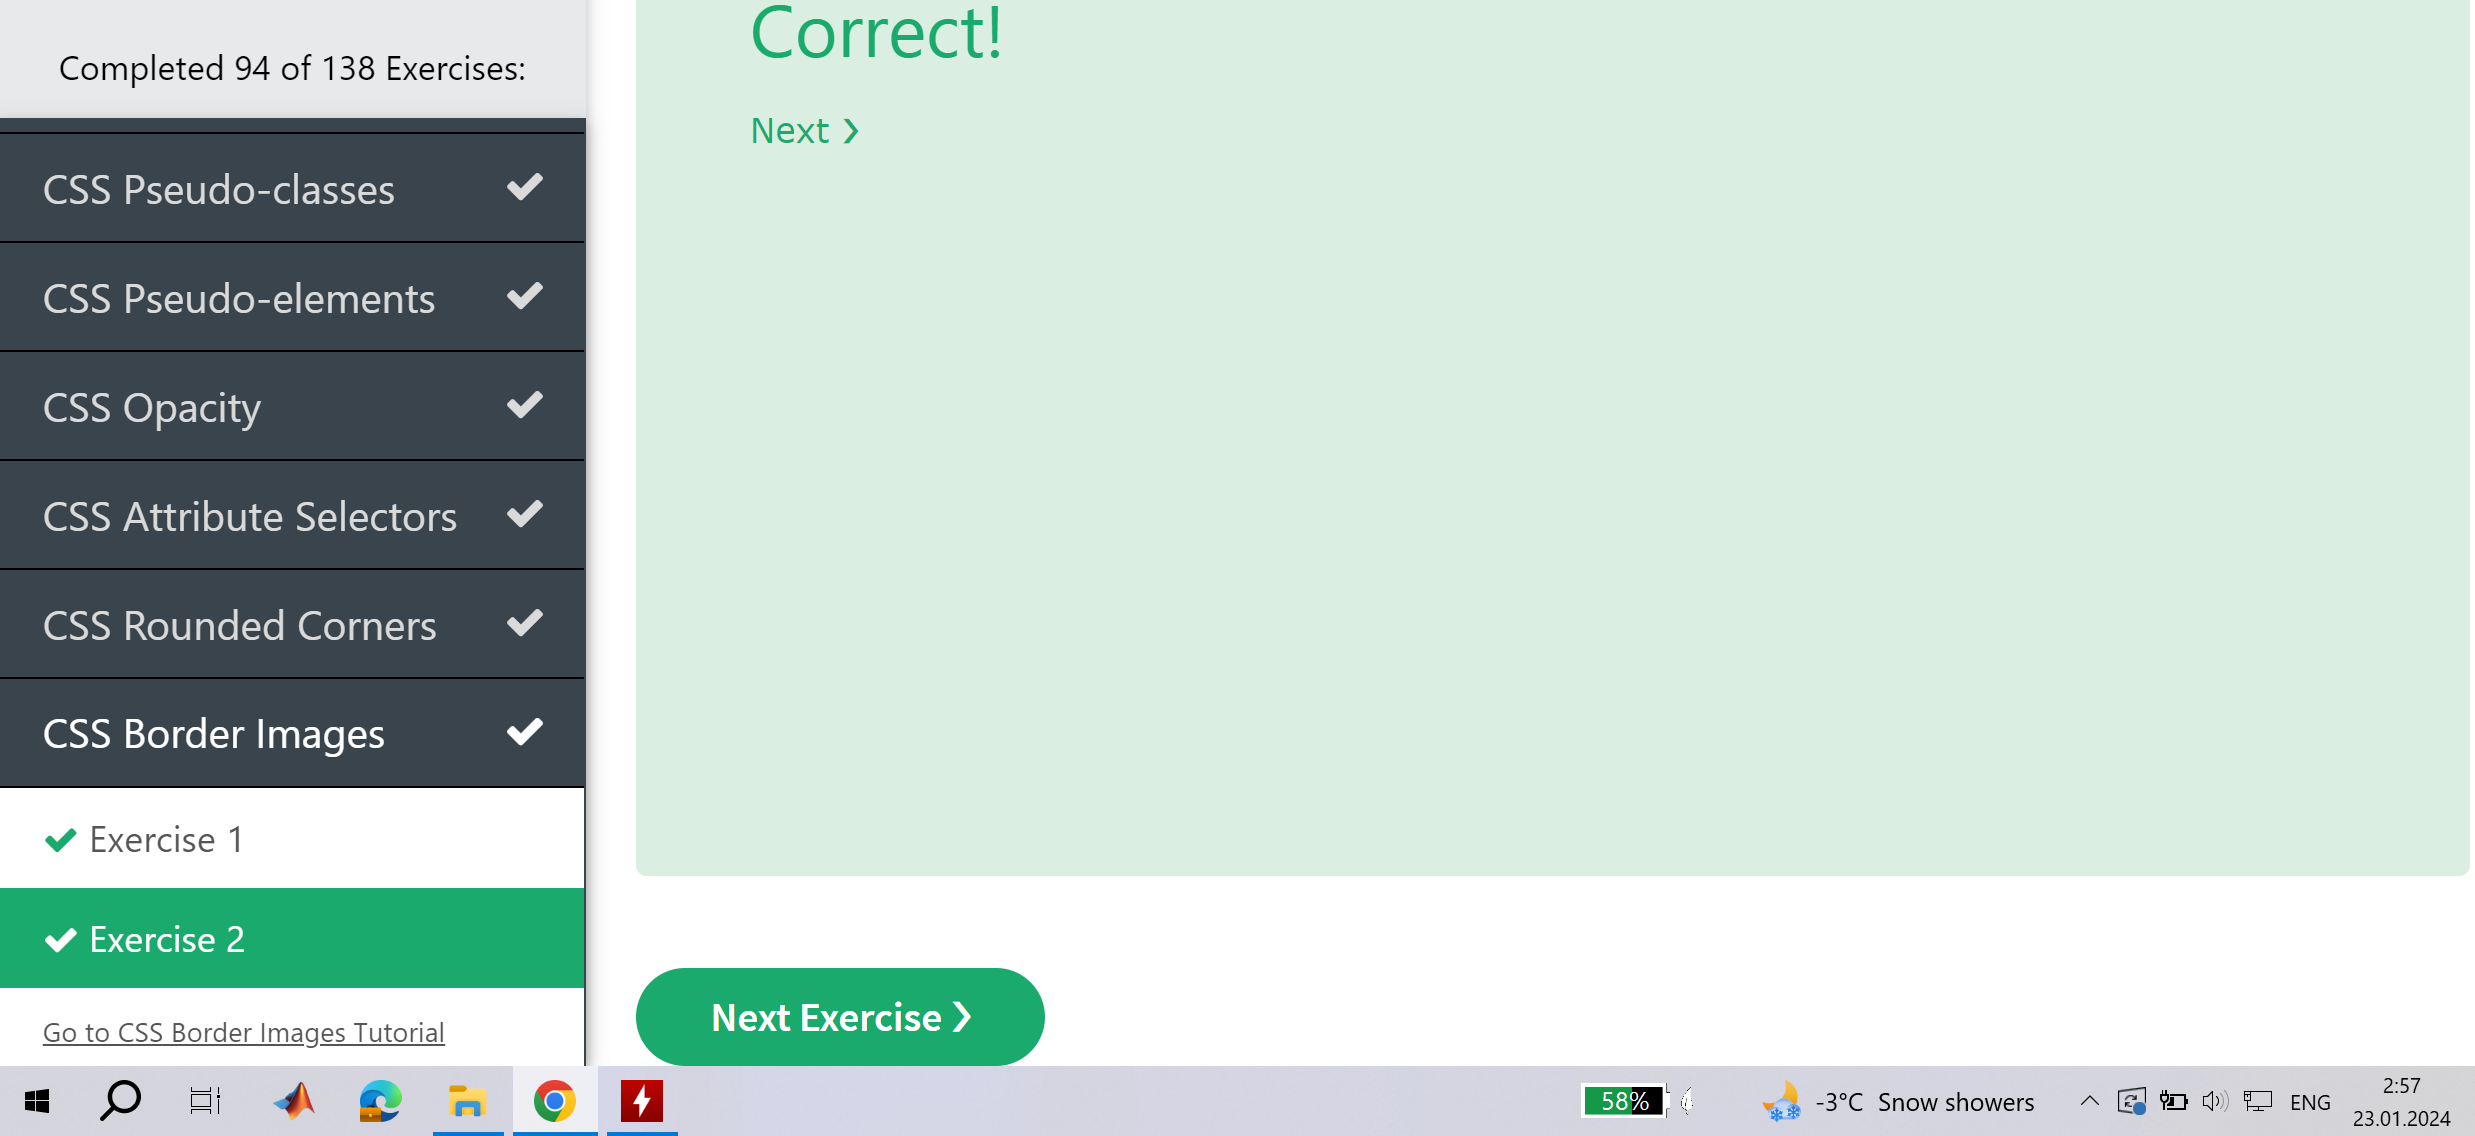 Completed 94 of 138 Exercises:
CSS Pseudo-classes
CSS Pseudo-elements
CSS Opacity
CSS Attribute Selectors
CSS Rounded Corners
CSS Border Images
Exercise 1
Exercise 2
Go to CSS Border Images Tutorial
Correct!
Next ❯
Next Exercise ❯
58%
-3°C Snow showers
ENG
2:57
23.01.2024